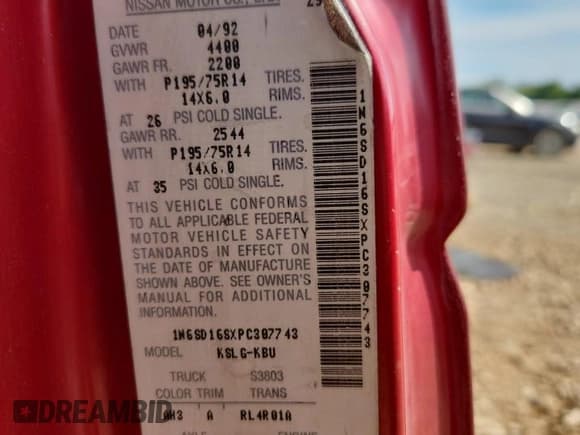 NISSAN MOTOR CO.,
DATE 04/92
GVWR 4400
GAWR FR. 2200
WITH P195/75R14 TIRES.
14X6.0 RIMS.
AT 26 PSI COLD SINGLE.
GAWR RR. 2544
WITH P195/75R14 TIRES.
14X6.0 RIMS.
AT 35 PSI COLD SINGLE.
THIS VEHICLE CONFORMS
TO ALL APPLICABLE FEDERAL
MOTOR VEHICLE SAFETY
STANDARDS IN EFFECT ON
THE DATE OF MANUFACTURE
SHOWN ABOVE. SEE OWNER'S
MANUAL FOR ADDITIONAL
INFORMATION.
1N6SD16SXPC307743
MODEL KSLG-KBU
TRUCK S3803
COLOR TRIM TRANS
AH3 A RL4R01A
1N6SD16SXPC307743
DREAMBID